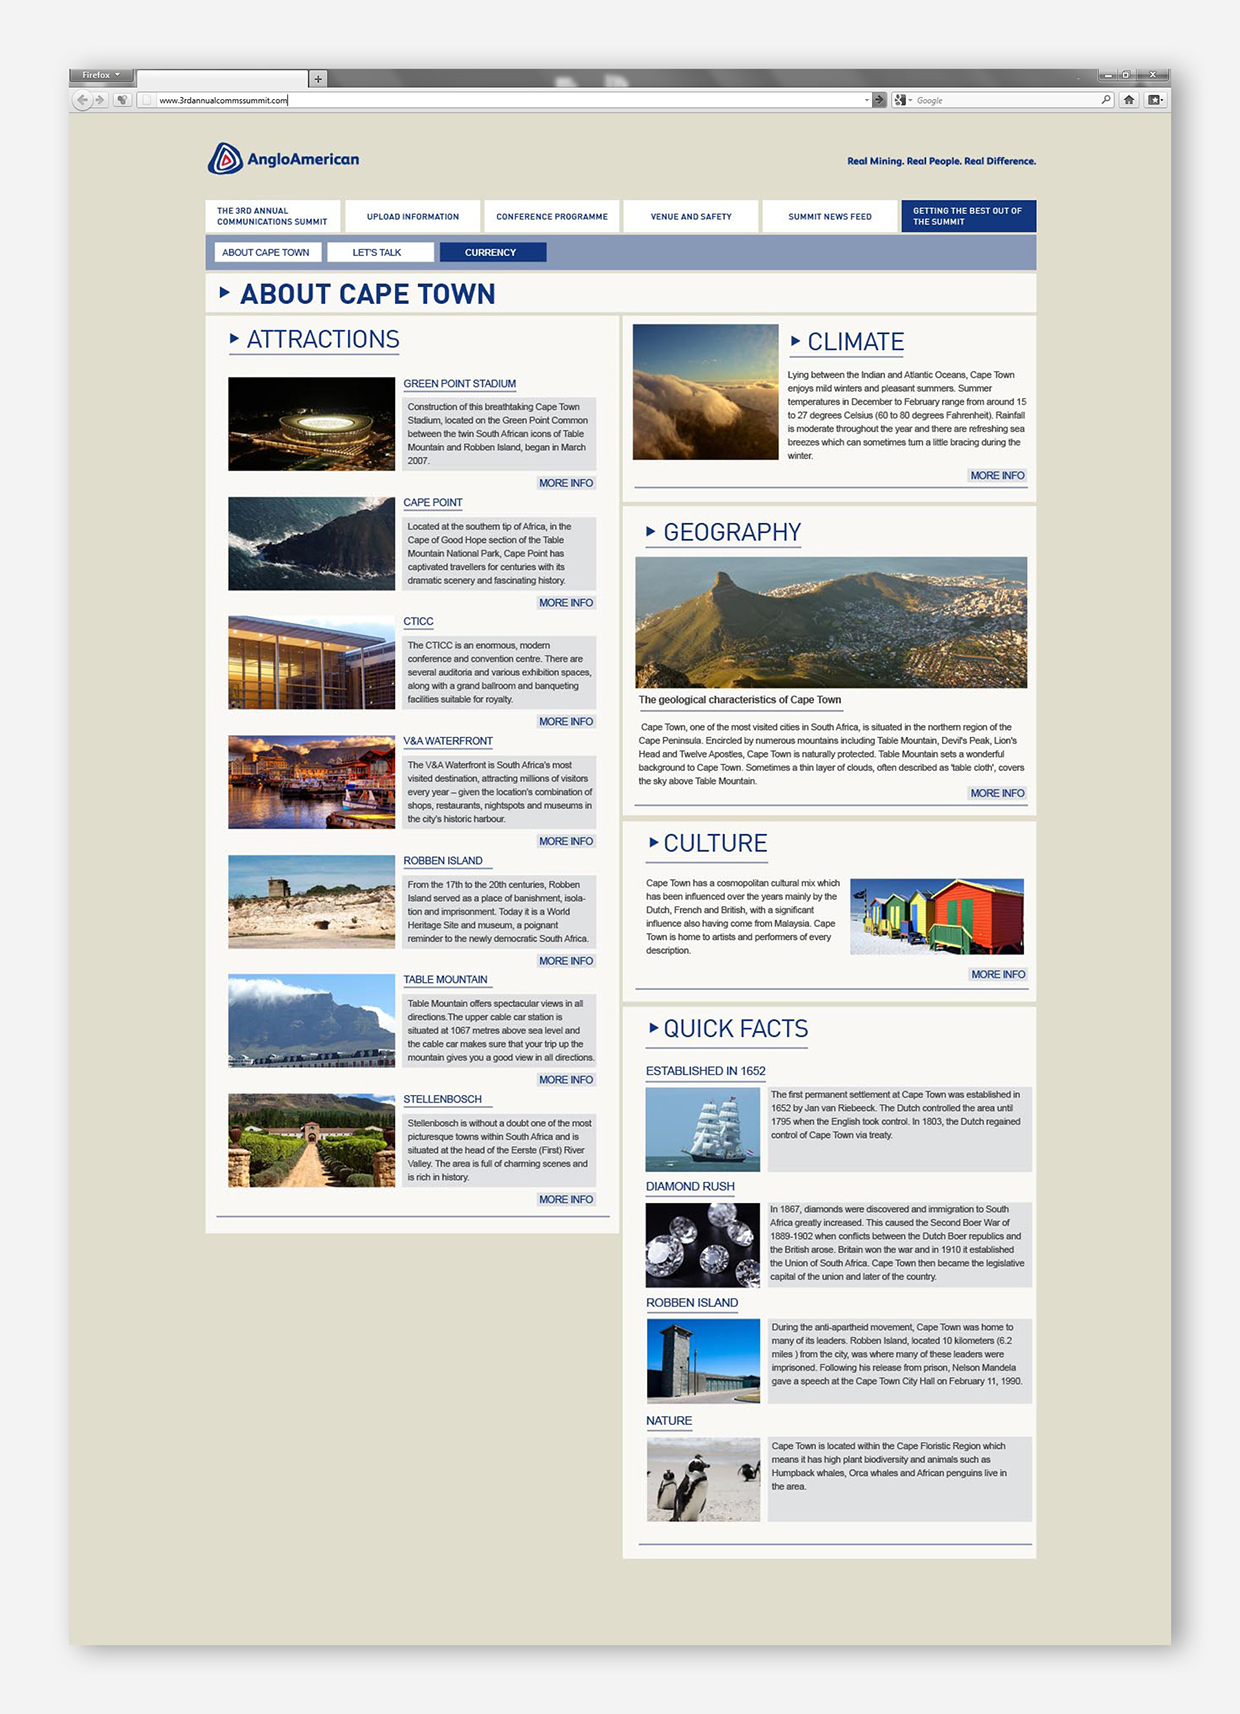 Firefox
+
www.3rdannualcommssummit.com
Google
AngloAmerican
Real Mining. Real People. Real Difference.
THE 3RD ANNUAL
COMMUNICATIONS SUMMIT
UPLOAD INFORMATION
CONFERENCE PROGRAMME
VENUE AND SAFETY
SUMMIT NEWS FEED
GETTING THE BEST OUT OF
THE SUMMIT
ABOUT CAPE TOWN
LET'S TALK
CURRENCY
ABOUT CAPE TOWN
ATTRACTIONS
GREEN POINT STADIUM
Construction of this breathtaking Cape Town
Stadium, located on the Green Point Common
between the twin South African icons of Table
Mountain and Robben Island, began in March
2007.
MORE INFO
CAPE POINT
Located at the southern tip of Africa, in the
Cape of Good Hope section of the Table
Mountain National Park, Cape Point has
captivated travellers for centuries with its
dramatic scenery and fascinating history.
MORE INFO
CTICC
The CTICC is an enormous, modern
conference and convention centre. There are
several auditoria and various exhibition spaces,
along with a grand ballroom and banqueting
facilities suitable for royalty.
MORE INFO
V&A WATERFRONT
The V&A Waterfront is South Africa's most
visited destination, attracting millions of visitors
every year – given the location's combination of
shops, restaurants, nightspots and museums in
the city's historic harbour.
MORE INFO
ROBBEN ISLAND
From the 17th to the 20th centuries, Robben
Island served as a place of banishment, isola-
tion and imprisonment. Today it is a World
Heritage Site and museum, a poignant
reminder to the newly democratic South Africa.
MORE INFO
TABLE MOUNTAIN
Table Mountain offers spectacular views in all
directions.The upper cable car station is
situated at 1067 metres above sea level and
the cable car makes sure that your trip up the
mountain gives you a good view in all directions.
MORE INFO
STELLENBOSCH
Stellenbosch is without a doubt one of the most
picturesque towns within South Africa and is
situated at the head of the Eerste (First) River
Valley. The area is full of charming scenes and
is rich in history.
MORE INFO
CLIMATE
Lying between the Indian and Atlantic Oceans, Cape Town
enjoys mild winters and pleasant summers. Summer
temperatures in December to February range from around 15
to 27 degrees Celsius (60 to 80 degrees Fahrenheit). Rainfall
is moderate throughout the year and there are refreshing sea
breezes which can sometimes turn a little bracing during the
winter.
MORE INFO
GEOGRAPHY
The geological characteristics of Cape Town
Cape Town, one of the most visited cities in South Africa, is situated in the northern region of the
Cape Peninsula. Encircled by numerous mountains including Table Mountain, Devil's Peak, Lion's
Head and Twelve Apostles, Cape Town is naturally protected. Table Mountain sets a wonderful
background to Cape Town. Sometimes a thin layer of clouds, often described as 'table cloth', covers
the sky above Table Mountain.
MORE INFO
CULTURE
Cape Town has a cosmopolitan cultural mix which
has been influenced over the years mainly by the
Dutch, French and British, with a significant
influence also having come from Malaysia. Cape
Town is home to artists and performers of every
description.
MORE INFO
QUICK FACTS
ESTABLISHED IN 1652
The first permanent settlement at Cape Town was established in
1652 by Jan van Riebeeck. The Dutch controlled the area until
1795 when the English took control. In 1803, the Dutch regained
control of Cape Town via treaty.
DIAMOND RUSH
In 1867, diamonds were discovered and immigration to South
Africa greatly increased. This caused the Second Boer War of
1889-1902 when conflicts between the Dutch Boer republics and
the British arose. Britain won the war and in 1910 it established
the Union of South Africa. Cape Town then became the legislative
capital of the union and later of the country.
ROBBEN ISLAND
During the anti-apartheid movement, Cape Town was home to
many of its leaders. Robben Island, located 10 kilometers (6.2
miles ) from the city, was where many of these leaders were
imprisoned. Following his release from prison, Nelson Mandela
gave a speech at the Cape Town City Hall on February 11, 1990.
NATURE
Cape Town is located within the Cape Floristic Region which
means it has high plant biodiversity and animals such as
Humpback whales, Orca whales and African penguins live in
the area.